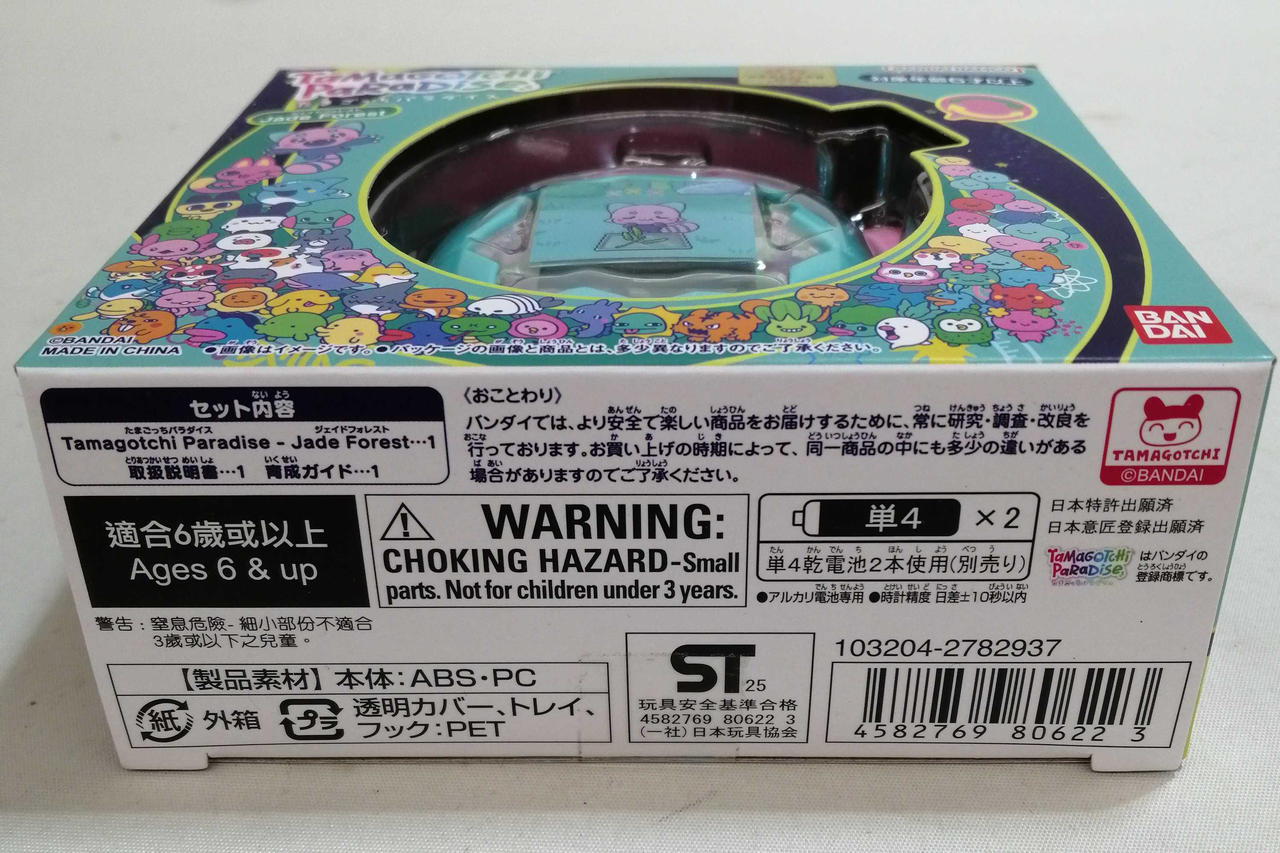 TAMAGOTCHI
PARADISE
Jade Forest
対象年齢6才以上
©BANDAI
MADE IN CHINA
●画像はイメージです。●パッケージの画像と商品とは、多少異なりますのでご了承ください。
BAN
DAI
セット内容
Tamagotchi Paradise - Jade Forest…1
取扱説明書…1 育成ガイド…1
〈おことわり〉
バンダイでは、より安全で楽しい商品をお届けするために、常に研究・調査・改良を
行っております。お買い上げの時期によって、同一商品の中にも多少の違いがある
場合がありますのでご了承ください。
TAMAGOTCHI
©BANDAI
適合6歳或以上
Ages 6 & up
WARNING:
CHOKING HAZARD-Small
parts. Not for children under 3 years.
単4 ×2
単4乾電池2本使用(別売り)
●アルカリ電池専用 ●時計精度 日差±10秒以内
日本特許出願済
日本意匠登録出願済
TAMAGOTCHI PARADISE はバンダイの
登録商標です。
警告:窒息危險-細小部份不適合
3歲或以下之兒童。
【製品素材】本体:ABS・PC
紙 外箱 プラ 透明カバー、トレイ、
フック:PET
ST 25
玩具安全基準合格
4582769 80622 3
(一社)日本玩具協会
103204-2782937
4582769 80622 3